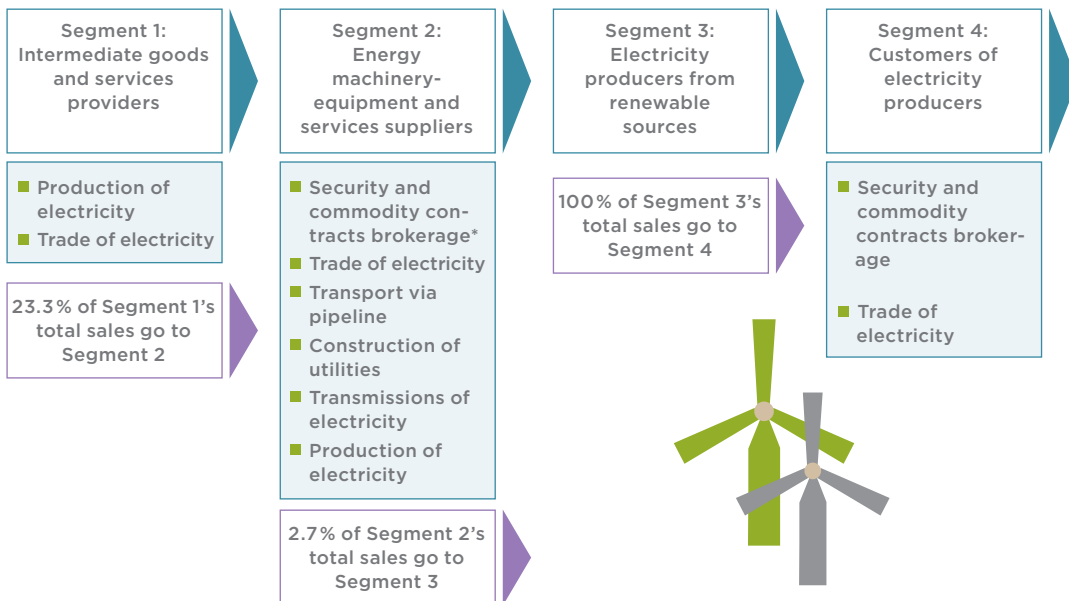 Segment 1:
Intermediate goods
and services
providers
Segment 2:
Energy
machinery-
equipment and
services suppliers
Segment 3:
Electricity
producers from
renewable
sources
Segment 4:
Customers of
electricity
producers
Production of
electricity
Trade of electricity
23.3% of Segment 1's
total sales go to
Segment 2
Security and
commodity con-
tracts brokerage*
Trade of electricity
Transport via
pipeline
Construction of
utilities
Transmissions of
electricity
Production of
electricity
2.7% of Segment 2's
total sales go to
Segment 3
100% of Segment 3's
total sales go to
Segment 4
Security and
commodity
contracts broker-
age
Trade of
electricity